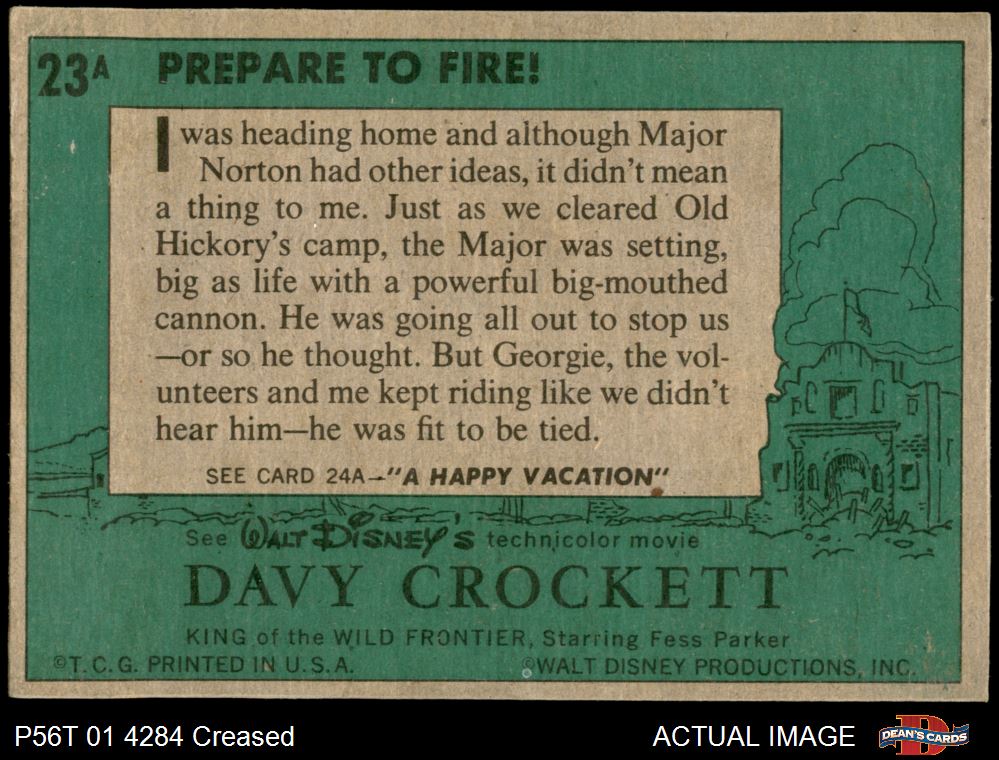 23A PREPARE TO FIRE!
I was heading home and although Major
Norton had other ideas, it didn't mean
a thing to me. Just as we cleared Old
Hickory's camp, the Major was setting,
big as life with a powerful big-mouthed
cannon. He was going all out to stop us
—or so he thought. But Georgie, the vol-
unteers and me kept riding like we didn't
hear him—he was fit to be tied.
SEE CARD 24A—"A HAPPY VACATION"
See WALT DISNEY'S technicolor movie
DAVY CROCKETT
KING of the WILD FRONTIER, Starring Fess Parker
©T.C.G. PRINTED IN U.S.A. ©WALT DISNEY PRODUCTIONS, INC.
P56T 01 4284 Creased ACTUAL IMAGE DEAN'S CARDS